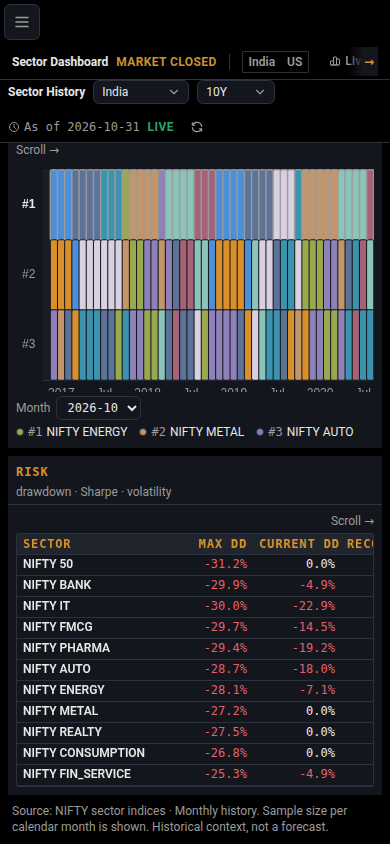 Sector Dashboard MARKET CLOSED India US
Sector History India 10Y
As of 2026-10-31 LIVE
Scroll →
#1
#2
#3
2017 Jul 2018 Jul 2019 Jul 2020 Jul
Month 2026-10
#1 NIFTY ENERGY #2 NIFTY METAL #3 NIFTY AUTO
RISK
drawdown · Sharpe · volatility
Scroll →
SECTOR MAX DD CURRENT DD
NIFTY 50 -31.2% 0.0%
NIFTY BANK -29.9% -4.9%
NIFTY IT -30.0% -22.9%
NIFTY FMCG -29.7% -14.5%
NIFTY PHARMA -29.4% -19.2%
NIFTY AUTO -28.7% -18.0%
NIFTY ENERGY -28.1% -7.1%
NIFTY METAL -27.2% 0.0%
NIFTY REALTY -27.5% 0.0%
NIFTY CONSUMPTION -26.8% 0.0%
NIFTY FIN_SERVICE -25.3% -4.9%
Source: NIFTY sector indices · Monthly history. Sample size per
calendar month is shown. Historical context, not a forecast.